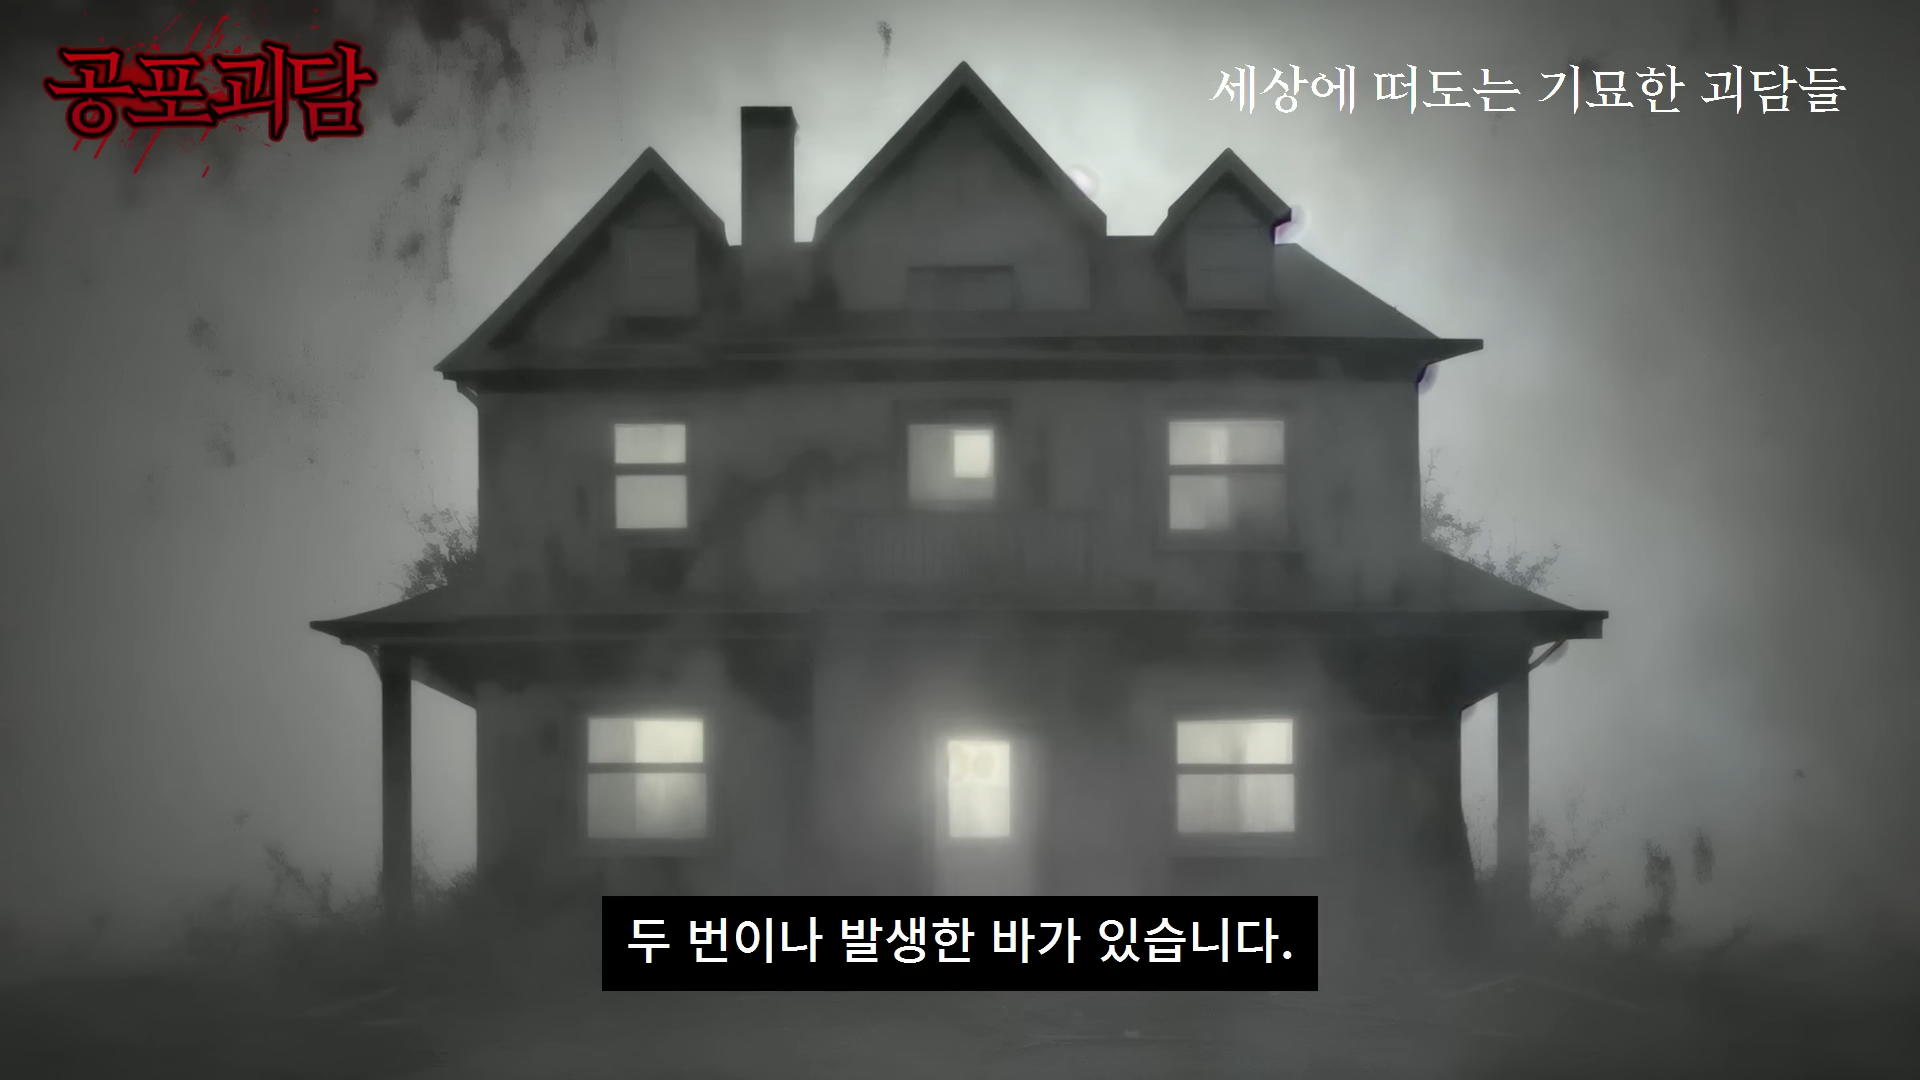 공포괴담
세상에 떠도는 기묘한 괴담들
두 번이나 발생한 바가 있습니다.